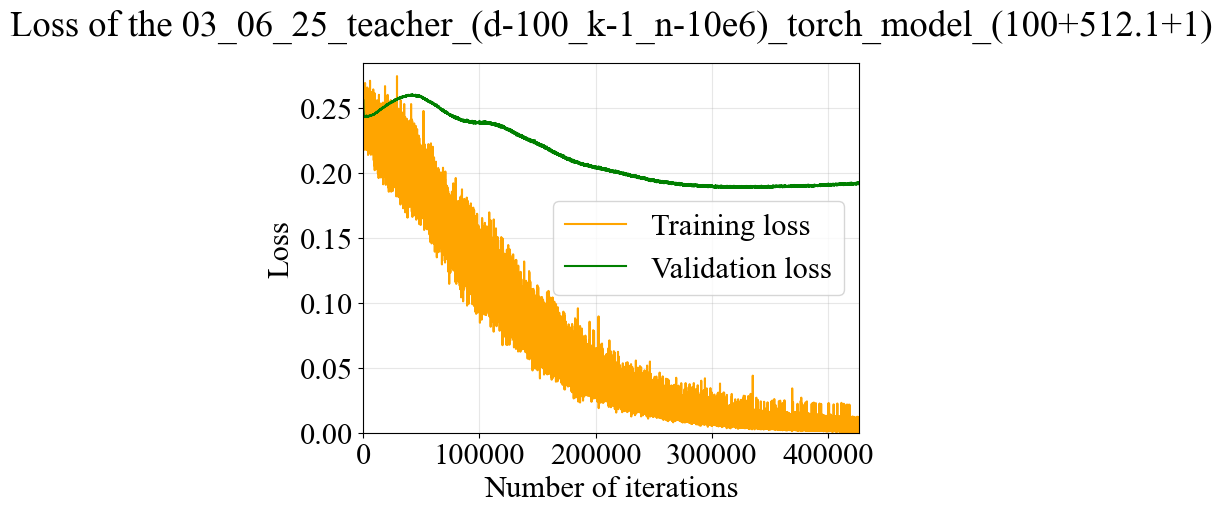 Loss of the 03_06_25_teacher_(d-100_k-1_n-10e6)_torch_model_(100+512.1+1)
0.25
0.20
0.15
0.10
0.05
0.00
Loss
Training loss
Validation loss
0 100000 200000 300000 400000
Number of iterations